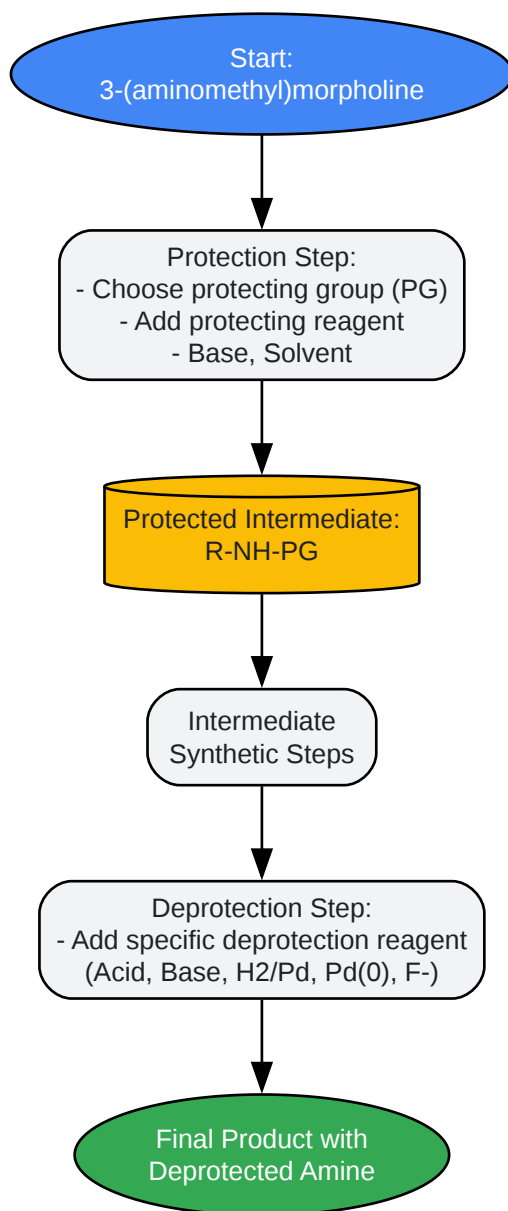 Start:
3-(aminomethyl)morpholine
Protection Step:
- Choose protecting group (PG)
- Add protecting reagent
- Base, Solvent
Protected Intermediate:
R-NH-PG
Intermediate
Synthetic Steps
Deprotection Step:
- Add specific deprotection reagent
(Acid, Base, H2/Pd, Pd(0), F-)
Final Product with
Deprotected Amine